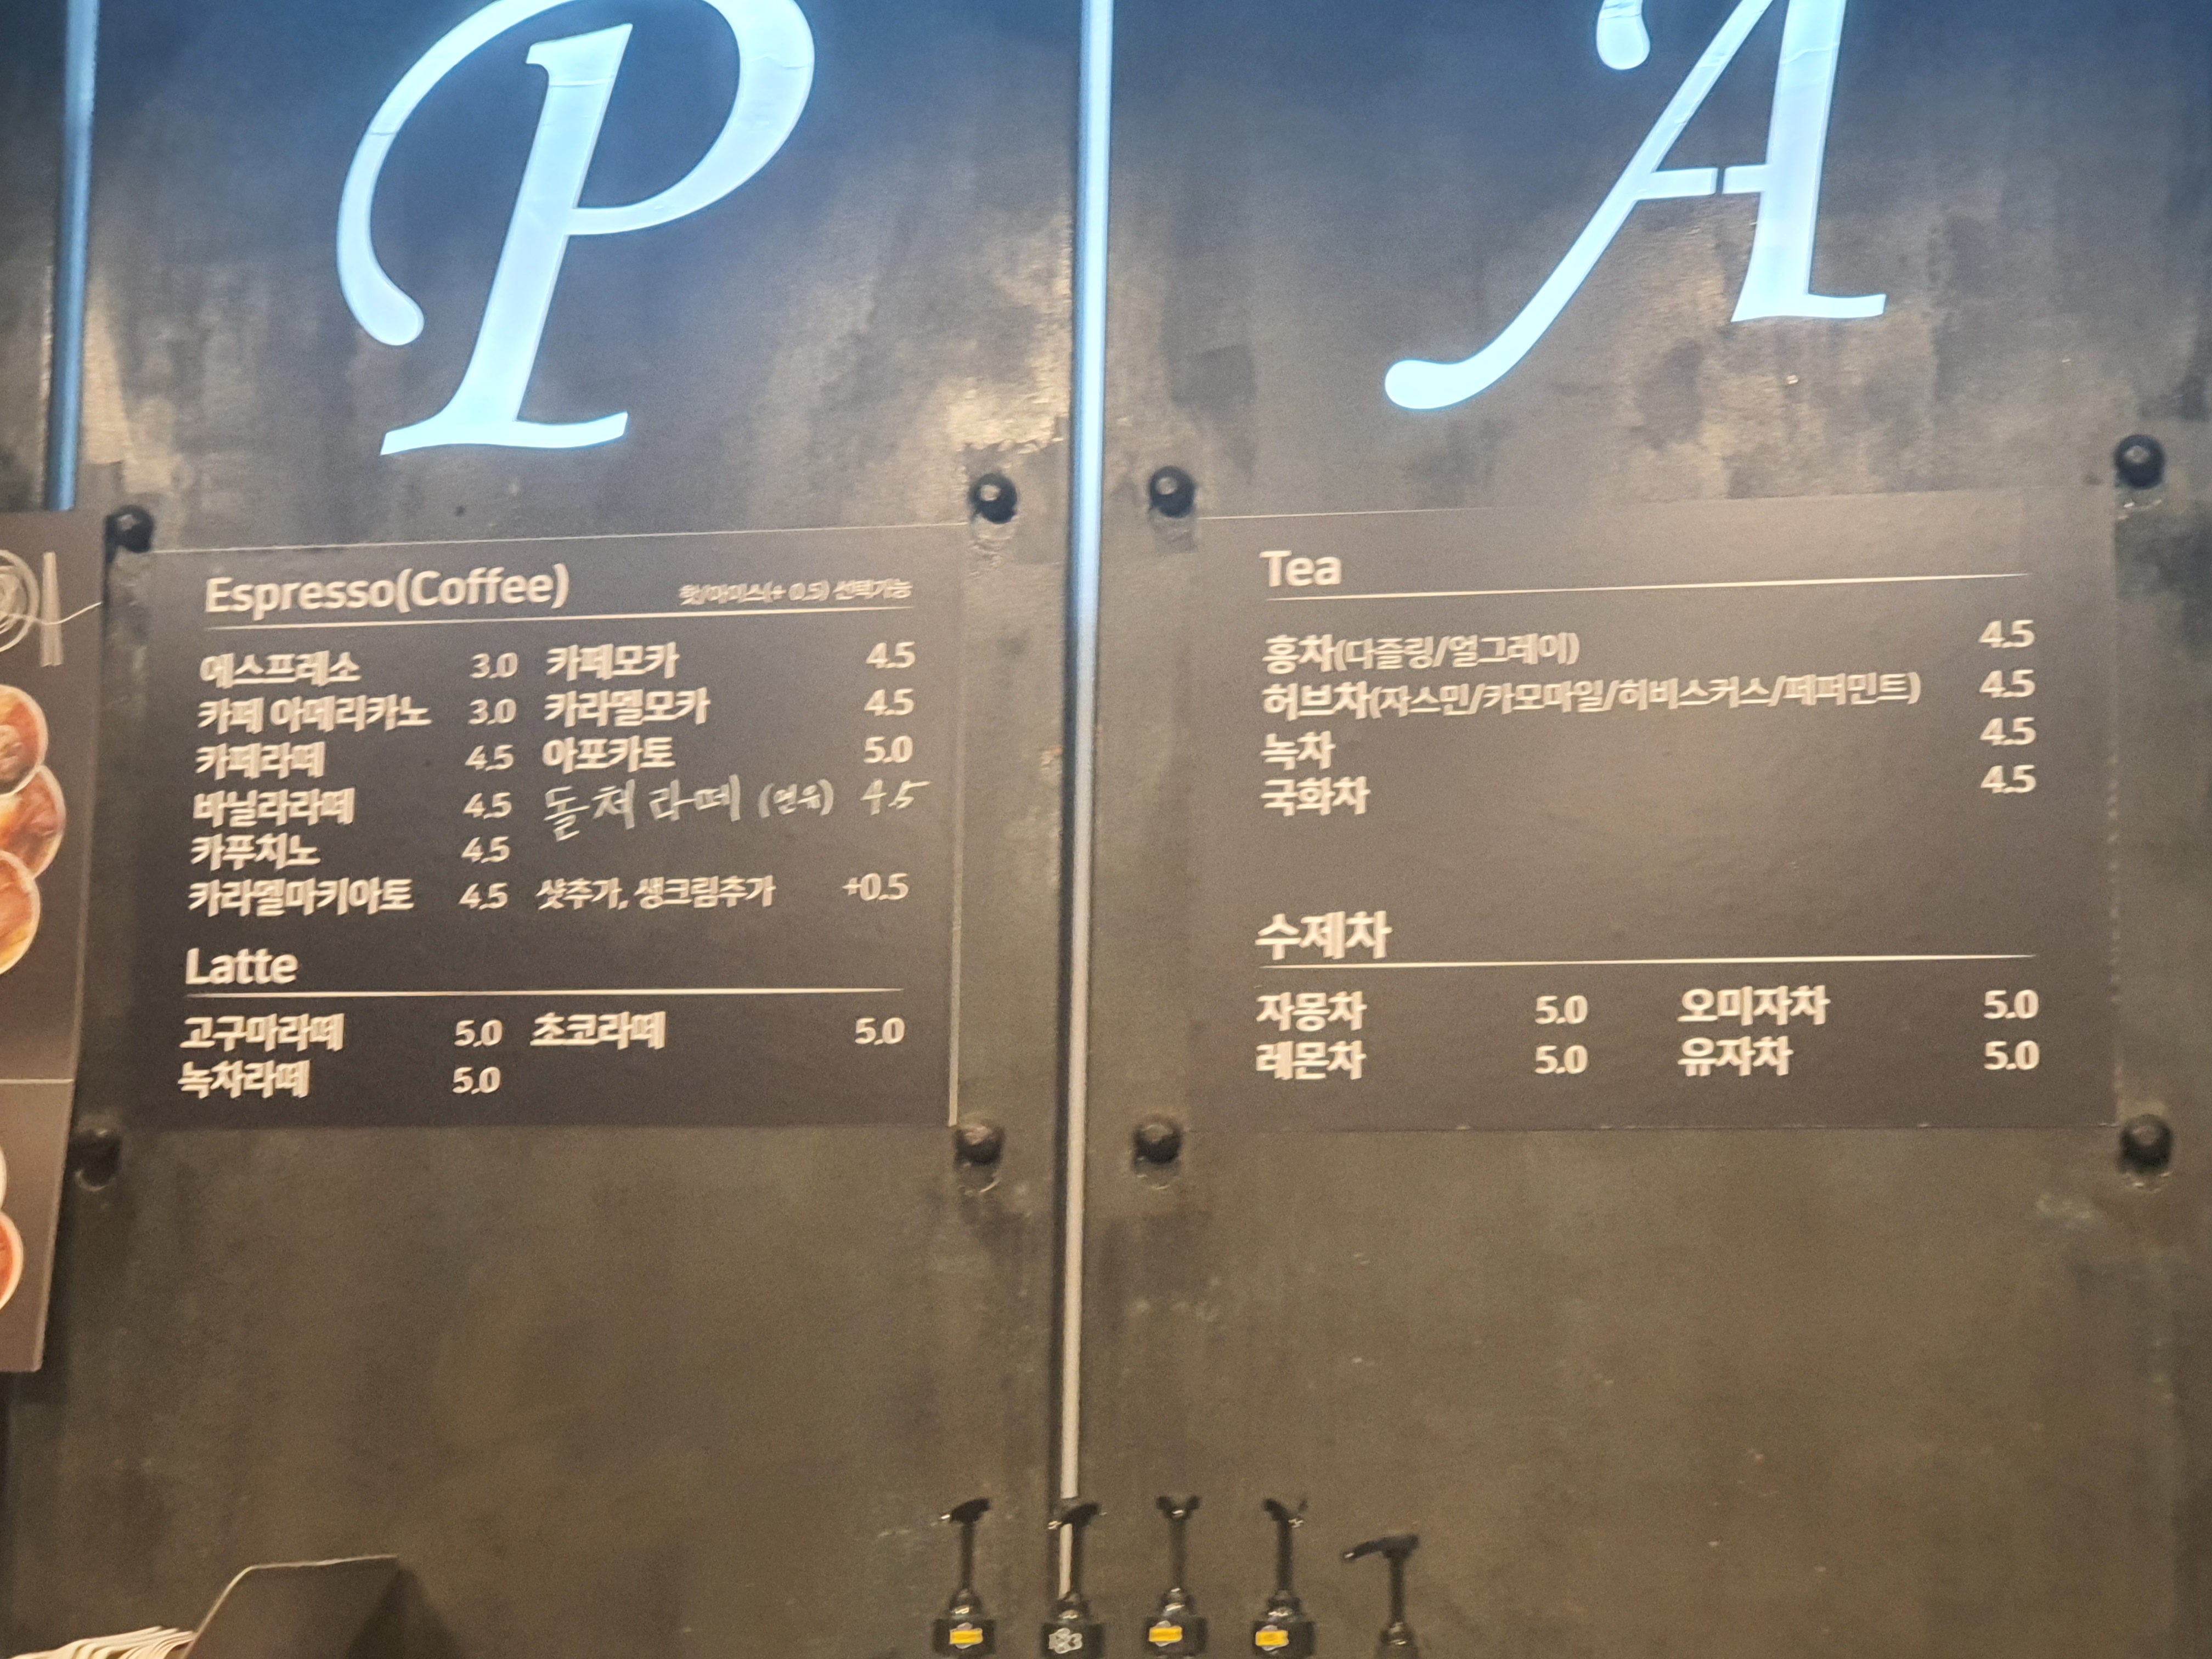 P
A
Espresso(Coffee) 핫/아이스(+ 0.5) 선택가능
에스프레소 3.0 카페모카 4.5
카페 아메리카노 3.0 카라멜모카 4.5
카페라떼 4.5 아포카토 5.0
바닐라라떼 4.5 돌체라떼 (연유) 4.5
카푸치노 4.5
카라멜마키아토 4.5 샷추가, 생크림추가 +0.5
Latte
고구마라떼 5.0 초코라떼 5.0
녹차라떼 5.0
Tea
홍차(다즐링/얼그레이) 4.5
허브차(자스민/카모마일/히비스커스/페퍼민트) 4.5
녹차 4.5
국화차 4.5
수제차
자몽차 5.0 오미자차 5.0
레몬차 5.0 유자차 5.0